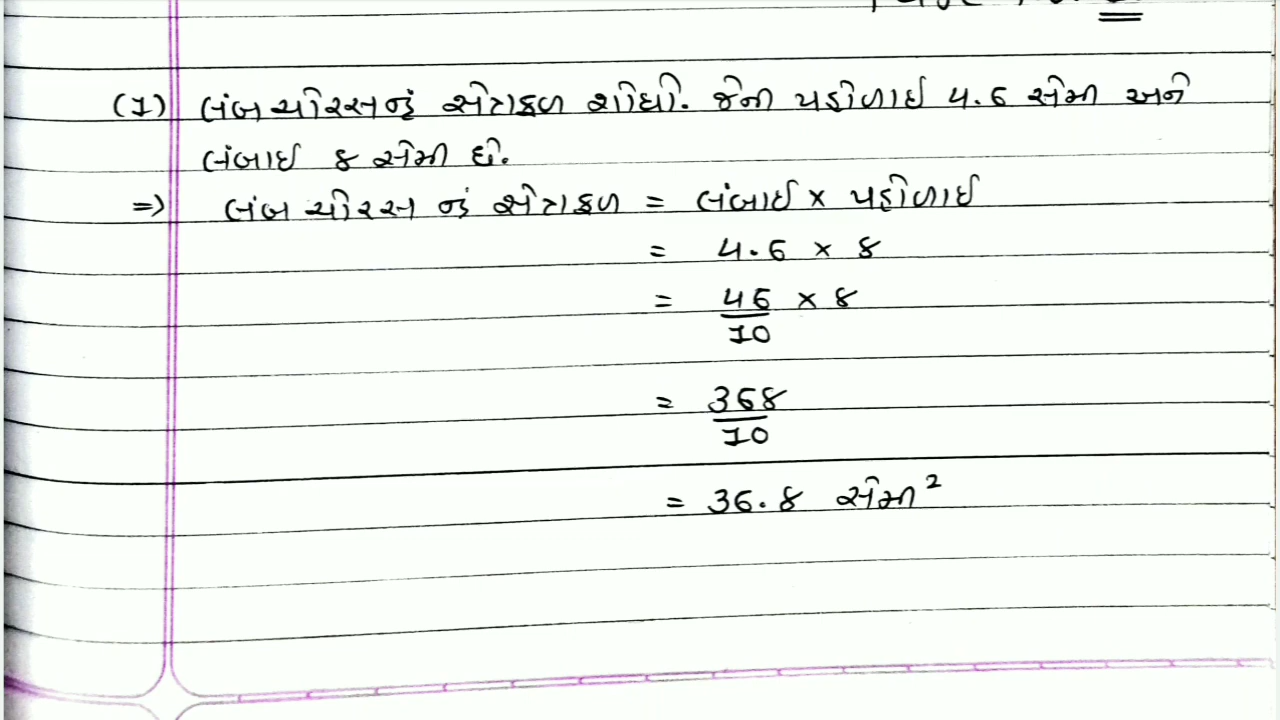 (1) લંબચોરસનું ક્ષેત્રફળ શોધો. જેની પહોળાઈ 4.6 સેમી અને
લંબાઈ 8 સેમી છે.
⇒ લંબચોરસ નું ક્ષેત્રફળ = લંબાઈ × પહોળાઈ
= 4.6 × 8
= 46/10 × 8
= 368/10
= 36.8 સેમી²